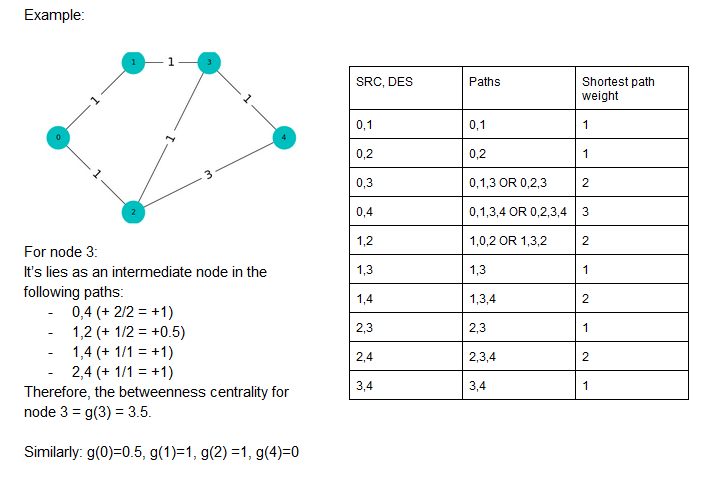 Example:
1
3
1
1
1
0
4
1
1
3
2
For node 3:
It's lies as an intermediate node in the
following paths:
- 0,4 (+ 2/2 = +1)
- 1,2 (+ 1/2 = +0.5)
- 1,4 (+ 1/1 = +1)
- 2,4 (+ 1/1 = +1)
Therefore, the betweenness centrality for
node 3 = g(3) = 3.5.
Similarly: g(0)=0.5, g(1)=1, g(2) =1, g(4)=0
SRC, DES Paths Shortest path
weight
0,1 0,1 1
0,2 0,2 1
0,3 0,1,3 OR 0,2,3 2
0,4 0,1,3,4 OR 0,2,3,4 3
1,2 1,0,2 OR 1,3,2 2
1,3 1,3 1
1,4 1,3,4 2
2,3 2,3 1
2,4 2,3,4 2
3,4 3,4 1